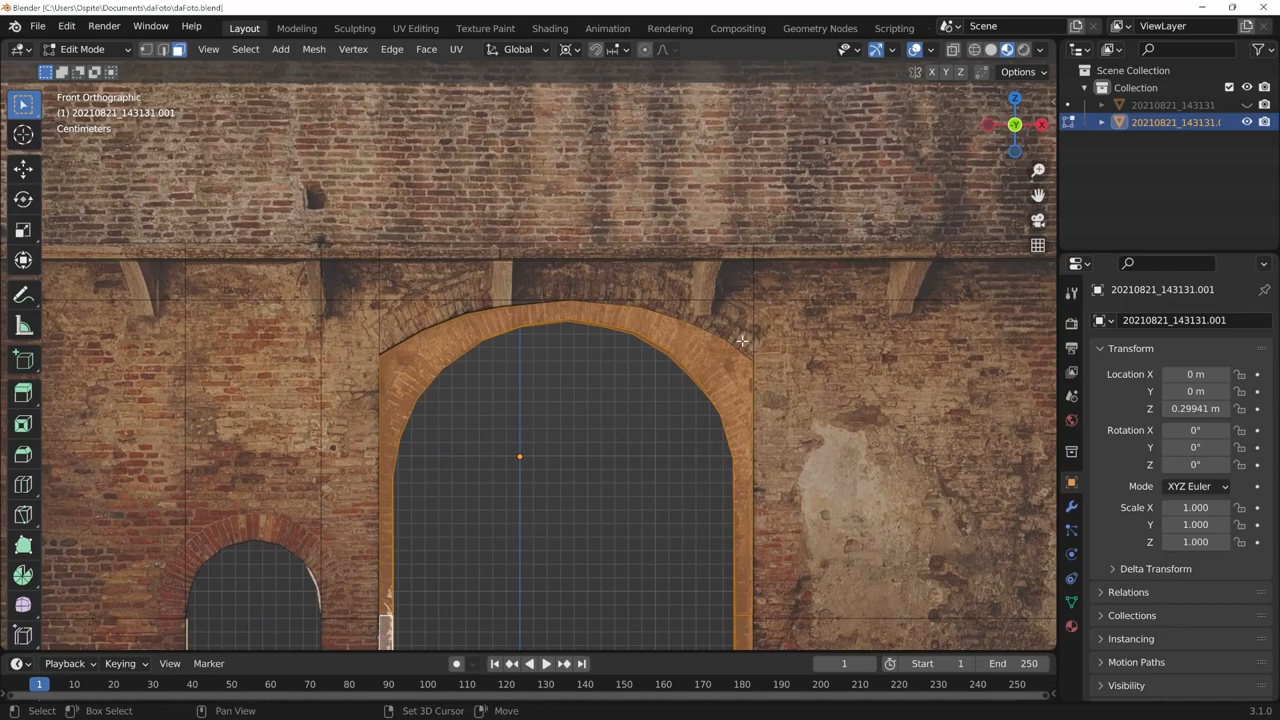 Blender [C:\Users\Ospite\Documents\daFoto\daFoto.blend]
File Edit Render Window Help Layout Modeling Sculpting UV Editing Texture Paint Shading Animation Rendering Compositing Geometry Nodes Scripting Scene ViewLayer
Edit Mode View Select Add Mesh Vertex Edge Face UV Global
X Y Z Options
Front Orthographic
(1) 20210821_143131.001
Centimeters
Z
X
Y
Scene Collection
Collection
20210821_143131
20210821_143131.(
20210821_143131.001
20210821_143131.001
Transform
Location X 0 m
Y 0 m
Z 0.29941 m
Rotation X 0°
Y 0°
Z 0°
Mode XYZ Euler
Scale X 1.000
Y 1.000
Z 1.000
Delta Transform
Relations
Collections
Instancing
Motion Paths
Visibility
Playback Keying View Marker 1 Start 1 End 250
1 10 20 30 40 50 60 70 80 90 100 110 120 130 140 150 160 170 180 190 200 210 220 230 240 250
Select Box Select Pan View Set 3D Cursor Move 3.1.0